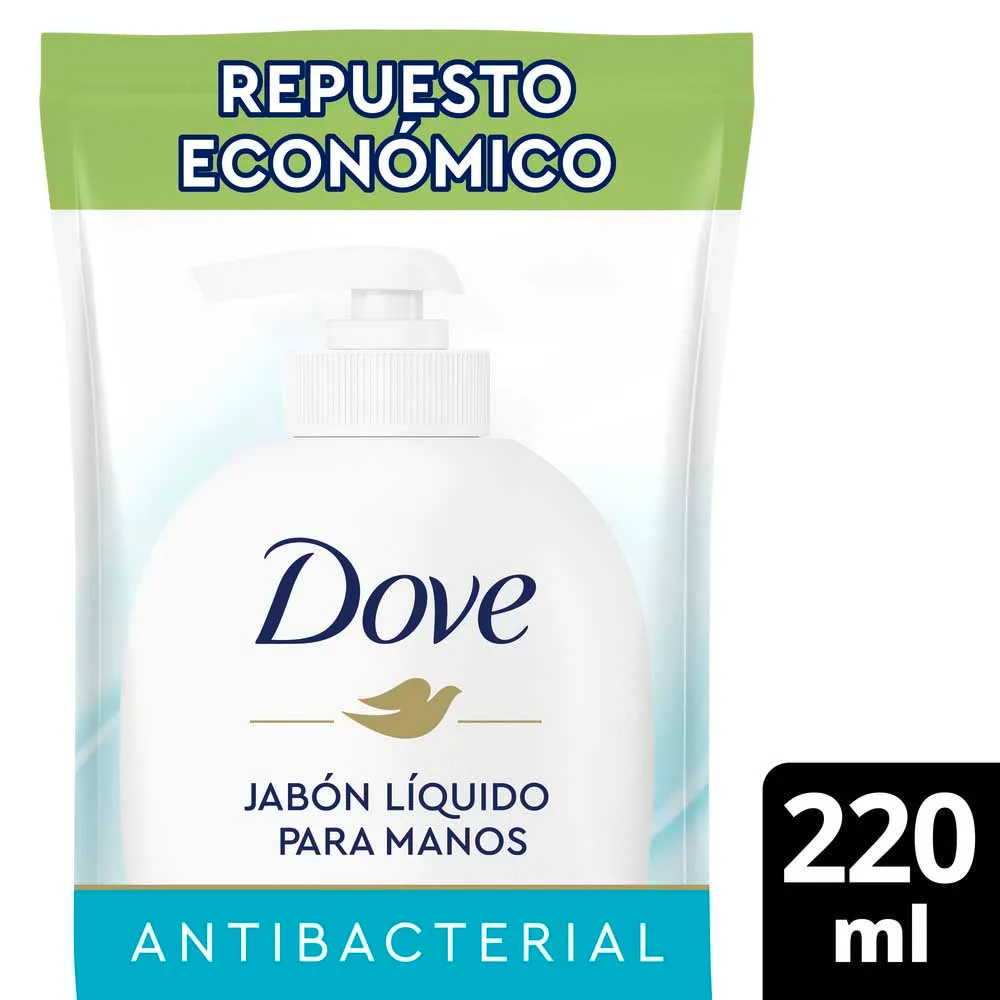 REPUESTO
ECONÓMICO
Dove
JABÓN LÍQUIDO
PARA MANOS
ANTIBACTERIAL
220
ml